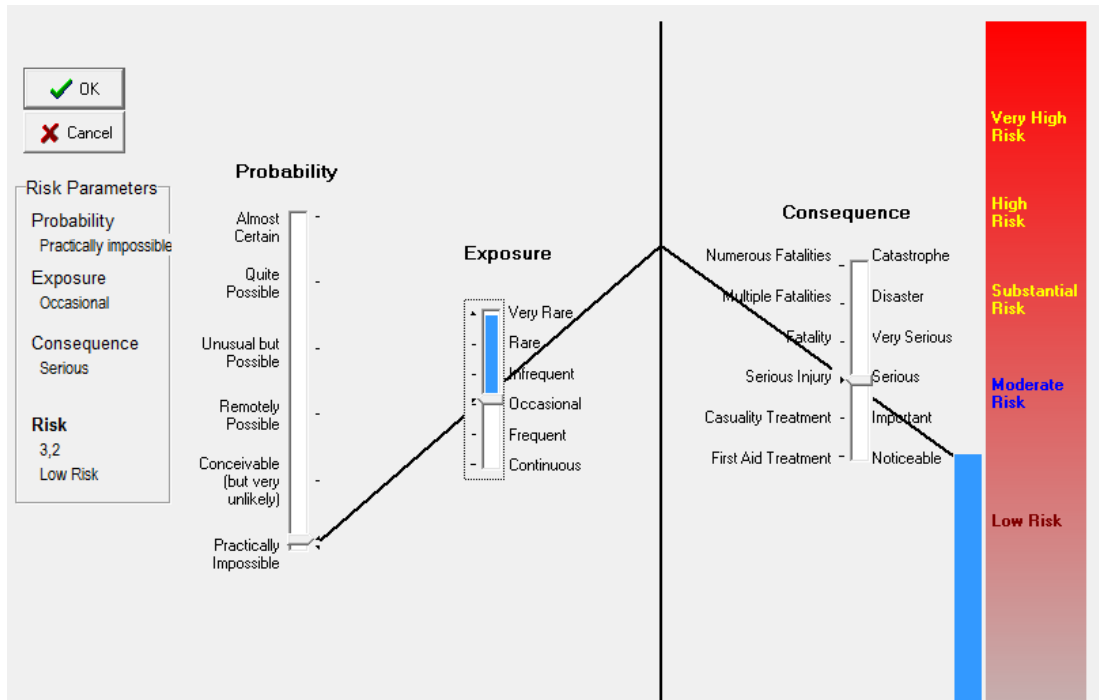 OK
Cancel
Risk Parameters
Probability
Practically impossible
Exposure
Occasional
Consequence
Serious
Risk
3,2
Low Risk
Probability
Almost
Certain
Quite
Possible
Unusual but
Possible
Remotely
Possible
Conceivable
(but very
unlikely)
Practically
Impossible
Exposure
Very Rare
Rare
Infrequent
Occasional
Frequent
Continuous
Consequence
Numerous Fatalities
Catastrophe
Multiple Fatalities
Disaster
Fatality
Very Serious
Serious Injury
Serious
Casuality Treatment
Important
First Aid Treatment
Noticeable
Very High
Risk
High
Risk
Substantial
Risk
Moderate
Risk
Low Risk